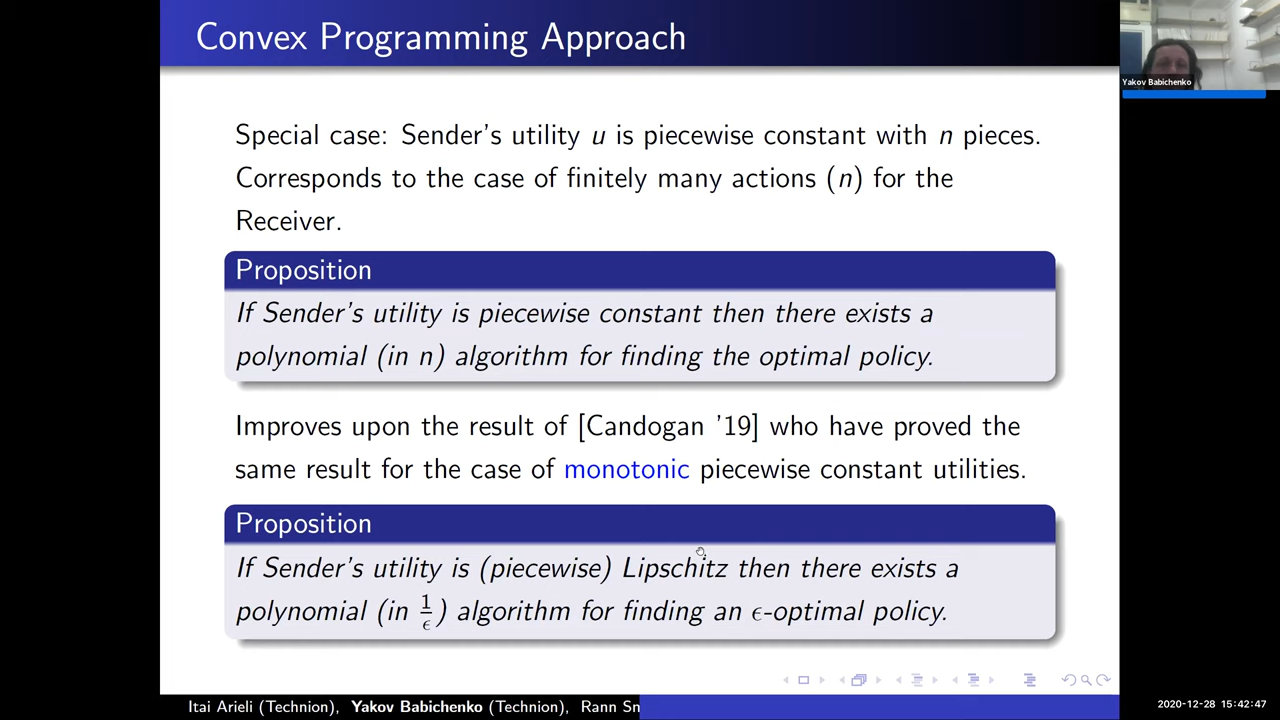 Convex Programming Approach
Yakov Babichenko
Special case: Sender's utility u is piecewise constant with n pieces.
Corresponds to the case of finitely many actions (n) for the
Receiver.
Proposition
If Sender's utility is piecewise constant then there exists a
polynomial (in n) algorithm for finding the optimal policy.
Improves upon the result of [Candogan '19] who have proved the
same result for the case of monotonic piecewise constant utilities.
Proposition
If Sender's utility is (piecewise) Lipschitz then there exists a
polynomial (in 1/ϵ) algorithm for finding an ϵ-optimal policy.
Itai Arieli (Technion), Yakov Babichenko (Technion), Rann Sn
2020-12-28 15:42:47